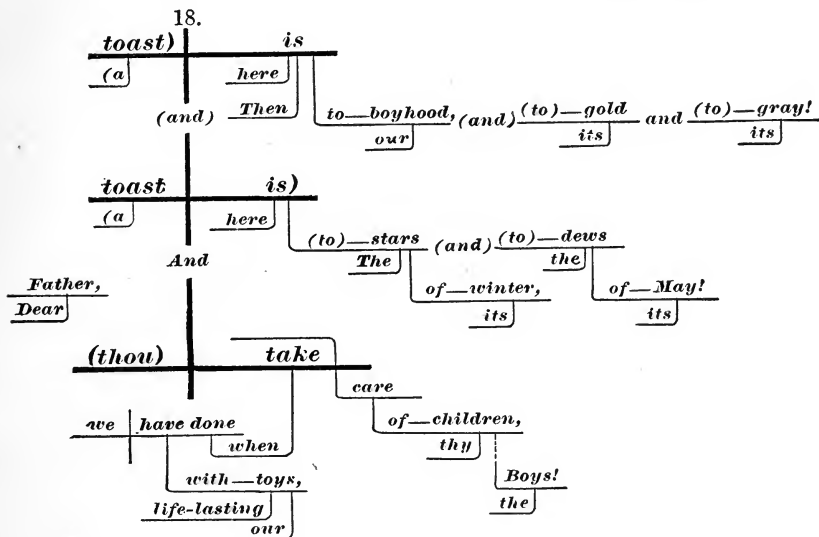 18.
toast) is
(a here
(and) Then
to—boyhood, (and) (to)—gold and (to)—gray!
our its its
toast is)
(a here
(to)—stars (and) (to)—dews
And The the
Father, of—winter, of—May!
Dear its its
(thou) take
care
we have done of—children,
when thy
with—toys, Boys!
life-lasting the
our